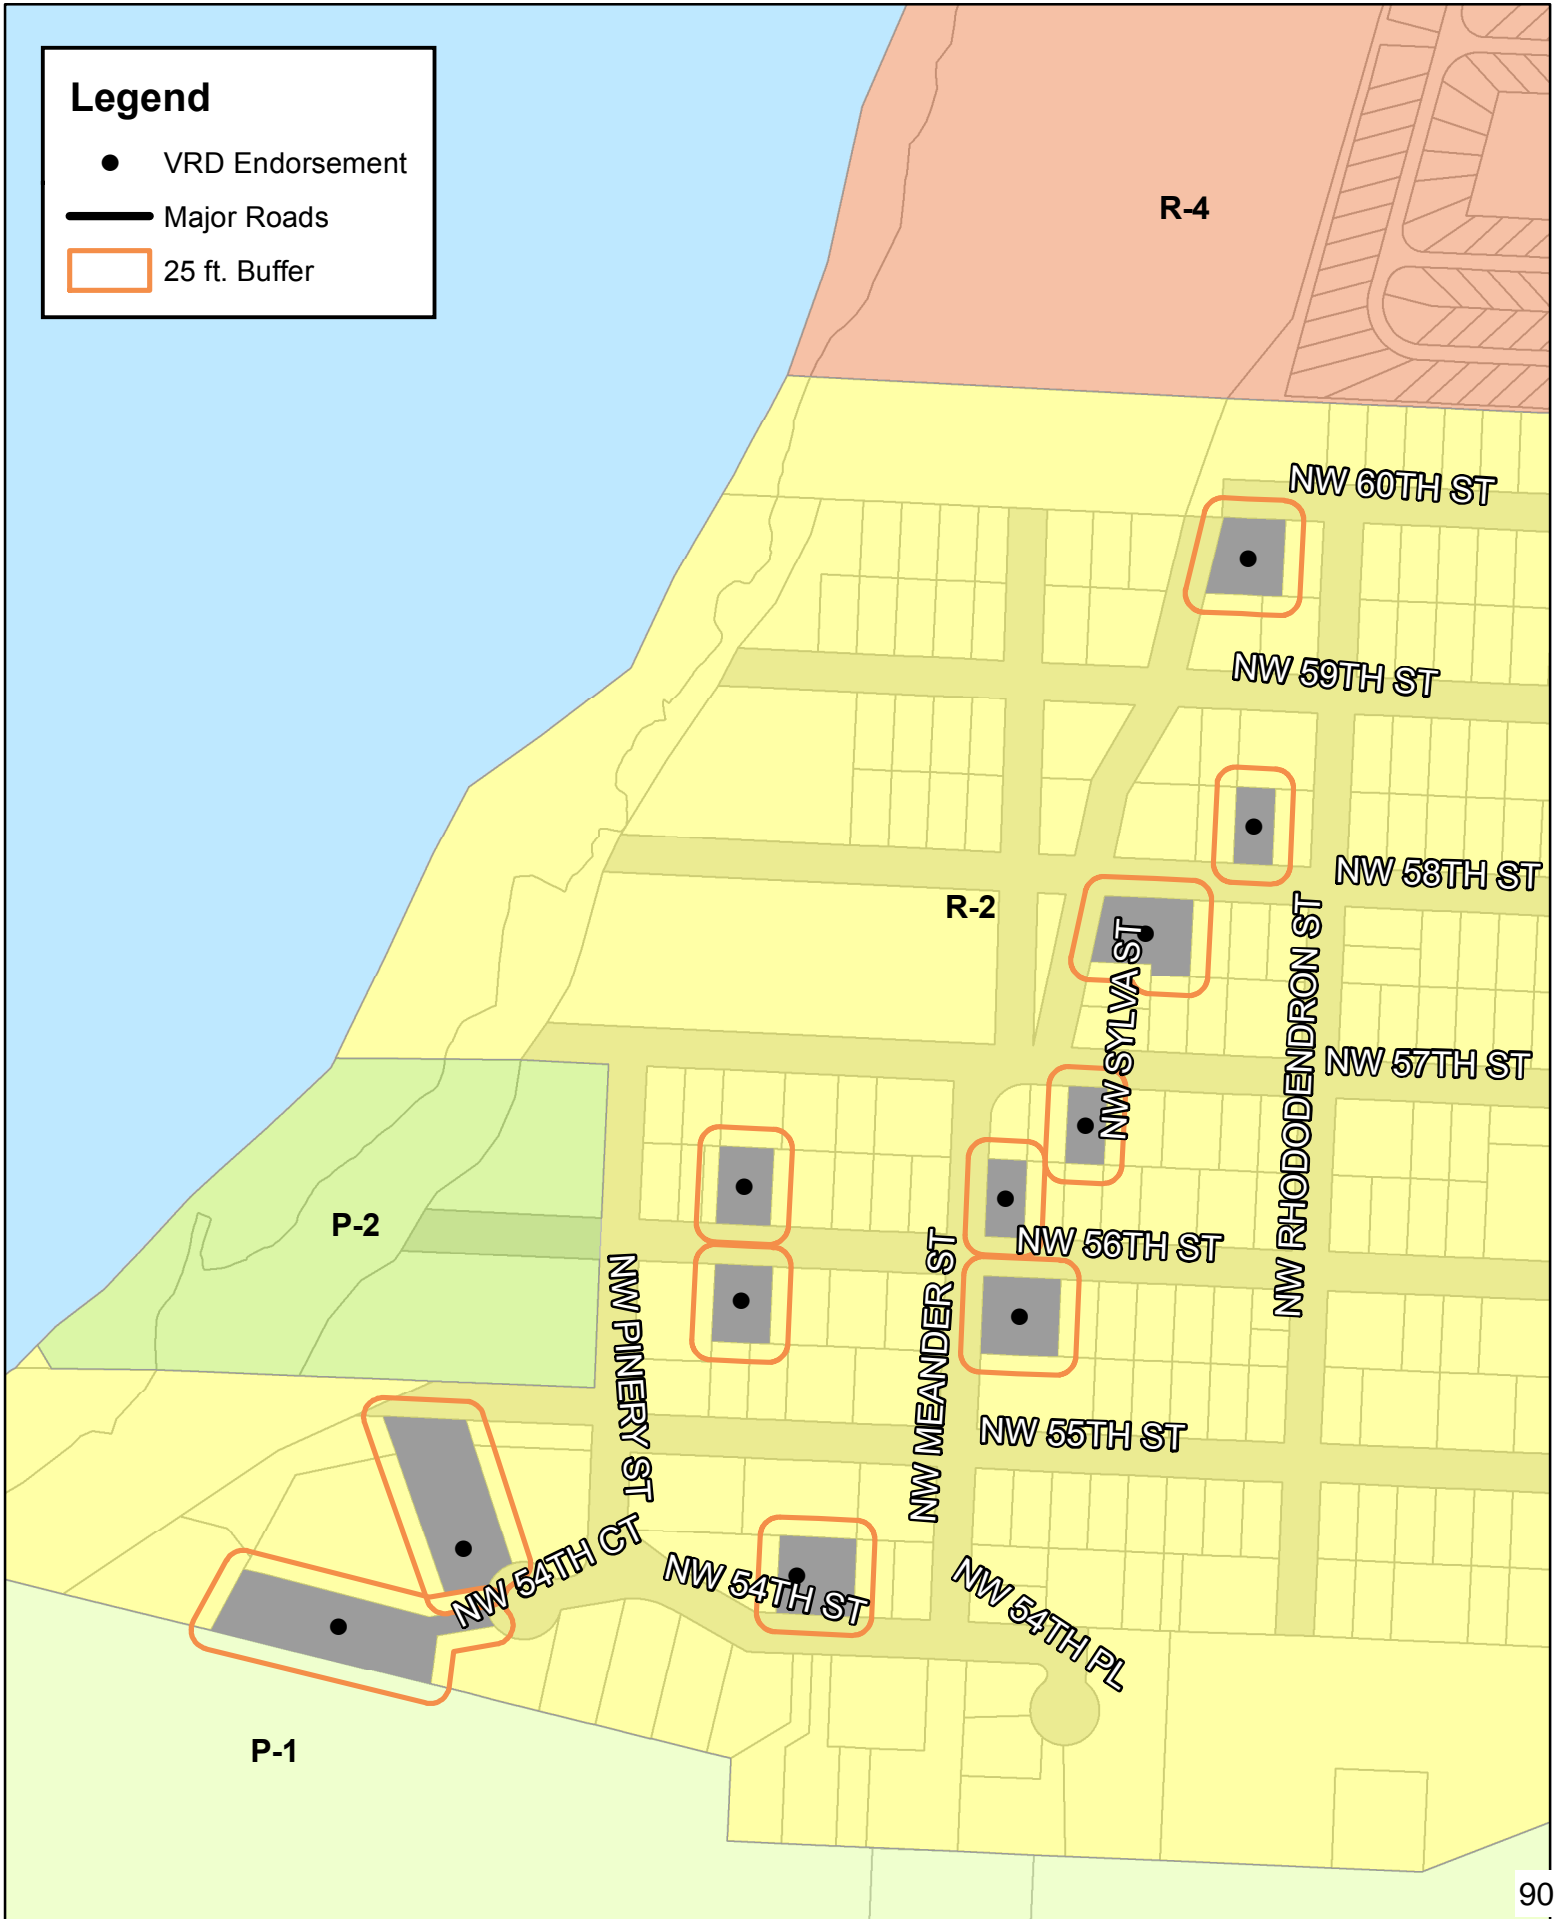 Legend
VRD Endorsement
Major Roads
25 ft. Buffer
R-4
NW 60TH ST
NW 59TH ST
NW 58TH ST
R-2
NW SYLVA ST
NW RHODODENDRON ST
NW 57TH ST
P-2
NW 56TH ST
NW PINERY ST
NW MEANDER ST
NW 55TH ST
NW 54TH CT
NW 54TH ST
NW 54TH PL
P-1
90